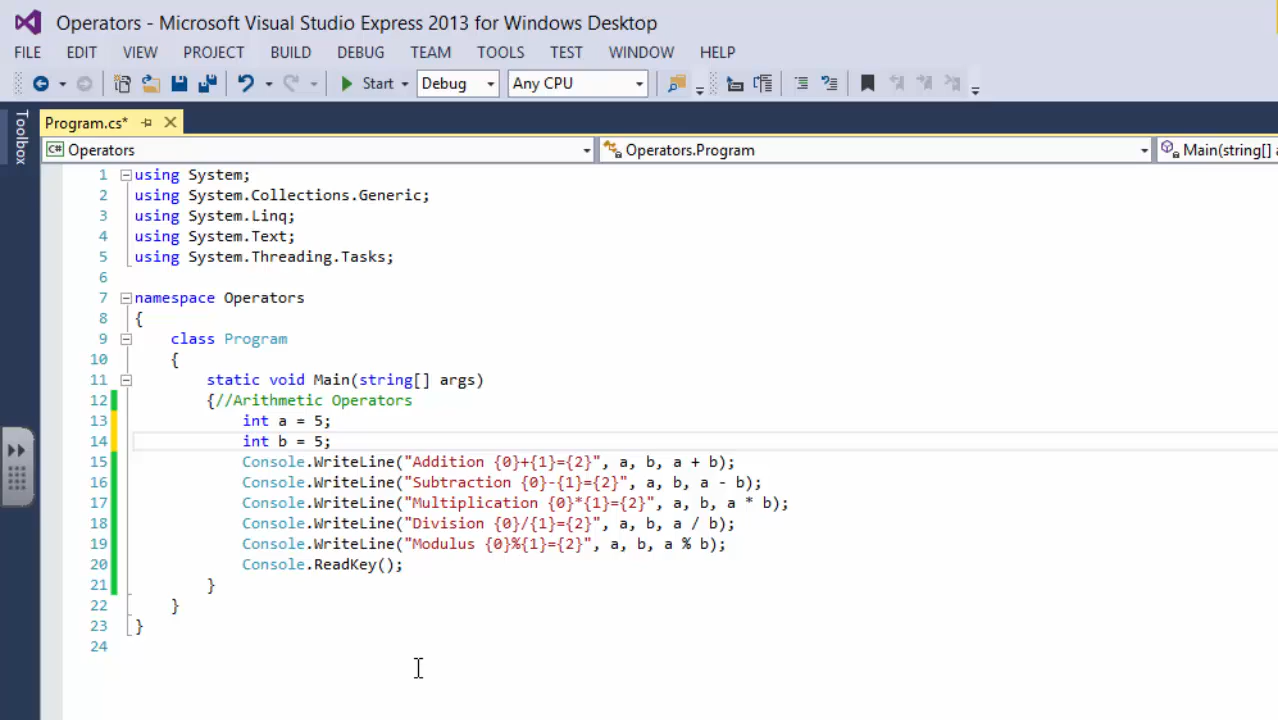 Operators - Microsoft Visual Studio Express 2013 for Windows Desktop
FILE EDIT VIEW PROJECT BUILD DEBUG TEAM TOOLS TEST WINDOW HELP
Start Debug Any CPU
Toolbox
Program.cs*
C# Operators Operators.Program Main(string[] a
1 using System;
2 using System.Collections.Generic;
3 using System.Linq;
4 using System.Text;
5 using System.Threading.Tasks;
6
7 namespace Operators
8 {
9 class Program
10 {
11 static void Main(string[] args)
12 {//Arithmetic Operators
13 int a = 5;
14 int b = 5;
15 Console.WriteLine("Addition {0}+{1}={2}", a, b, a + b);
16 Console.WriteLine("Subtraction {0}-{1}={2}", a, b, a - b);
17 Console.WriteLine("Multiplication {0}*{1}={2}", a, b, a * b);
18 Console.WriteLine("Division {0}/{1}={2}", a, b, a / b);
19 Console.WriteLine("Modulus {0}%{1}={2}", a, b, a % b);
20 Console.ReadKey();
21 }
22 }
23 }
24